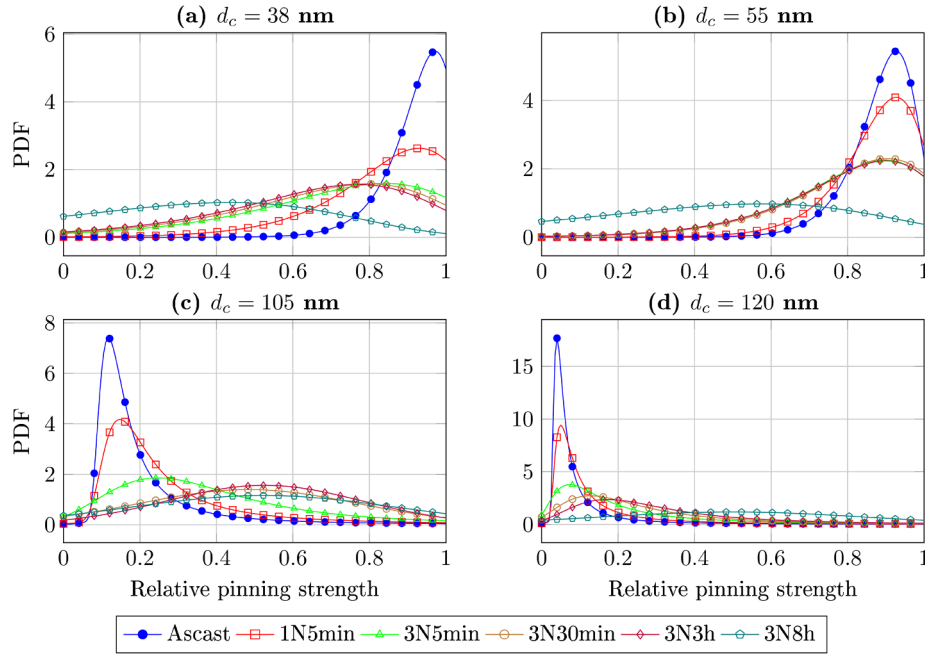 (a) d_c = 38 nm
(b) d_c = 55 nm
6
4
2
0
PDF
0 0.2 0.4 0.6 0.8 1
6
4
2
0
0 0.2 0.4 0.6 0.8 1
(c) d_c = 105 nm
(d) d_c = 120 nm
8
6
4
2
0
PDF
0 0.2 0.4 0.6 0.8 1
Relative pinning strength
15
10
5
0
0 0.2 0.4 0.6 0.8 1
Relative pinning strength
Ascast 1N5min 3N5min 3N30min 3N3h 3N8h